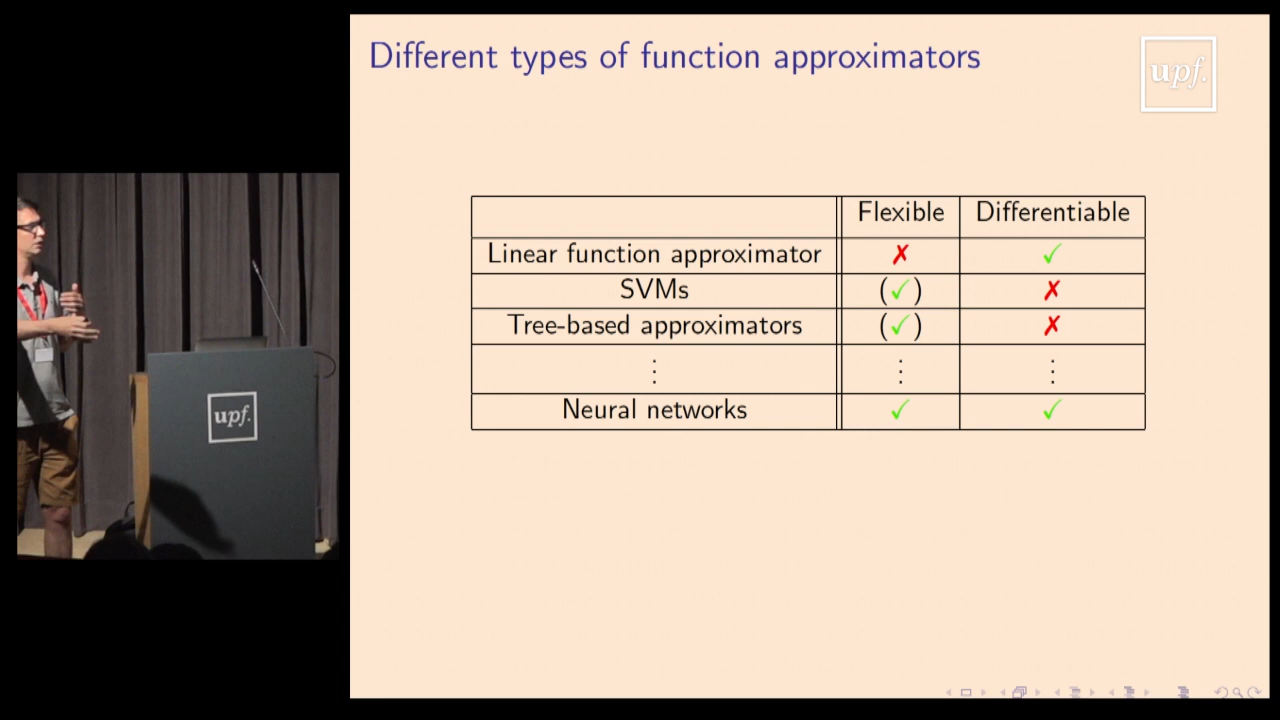 Different types of function approximators
upf.
Flexible Differentiable
Linear function approximator ✗ ✓
SVMs (✓) ✗
Tree-based approximators (✓) ✗
⋮ ⋮ ⋮
Neural networks ✓ ✓
upf.